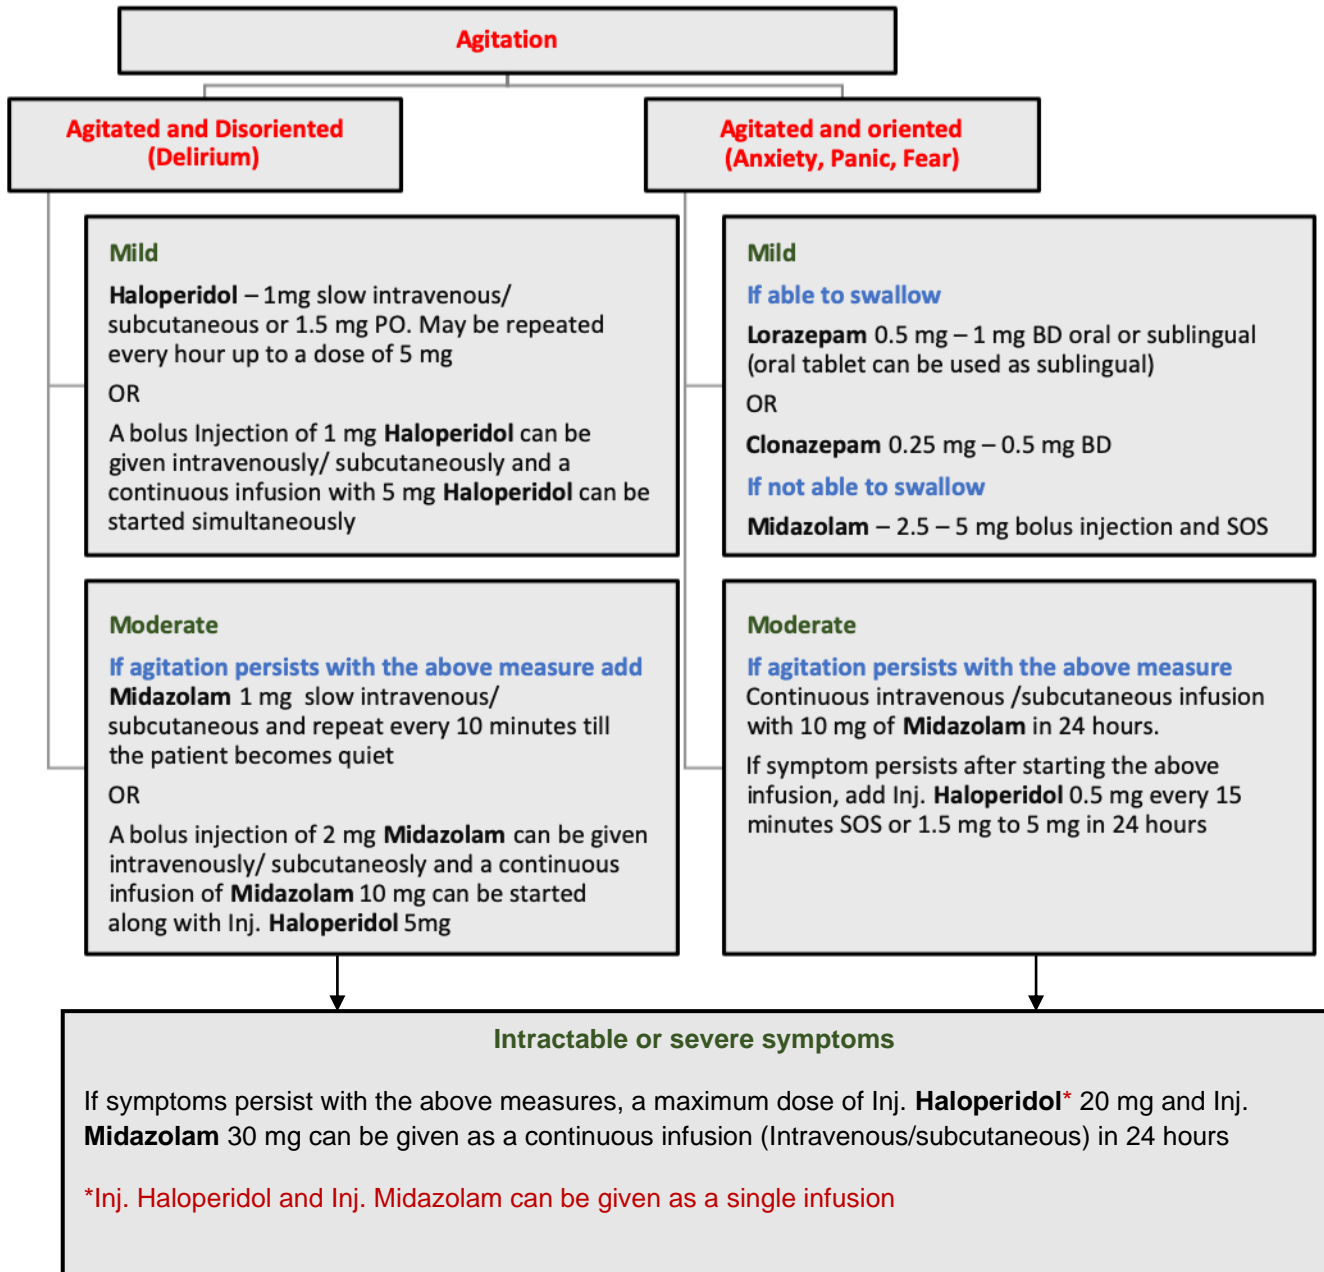 Agitation
Agitated and Disoriented
(Delirium)
Mild
Haloperidol – 1mg slow intravenous/
subcutaneous or 1.5 mg PO. May be repeated
every hour up to a dose of 5 mg
OR
A bolus Injection of 1 mg Haloperidol can be
given intravenously/ subcutaneously and a
continuous infusion with 5 mg Haloperidol can be
started simultaneously
Moderate
If agitation persists with the above measure add
Midazolam 1 mg slow intravenous/
subcutaneous and repeat every 10 minutes till
the patient becomes quiet
OR
A bolus injection of 2 mg Midazolam can be given
intravenously/ subcutaneosly and a continuous
infusion of Midazolam 10 mg can be started
along with Inj. Haloperidol 5mg
Agitated and oriented
(Anxiety, Panic, Fear)
Mild
If able to swallow
Lorazepam 0.5 mg – 1 mg BD oral or sublingual
(oral tablet can be used as sublingual)
OR
Clonazepam 0.25 mg – 0.5 mg BD
If not able to swallow
Midazolam – 2.5 – 5 mg bolus injection and SOS
Moderate
If agitation persists with the above measure
Continuous intravenous /subcutaneous infusion
with 10 mg of Midazolam in 24 hours.
If symptom persists after starting the above
infusion, add Inj. Haloperidol 0.5 mg every 15
minutes SOS or 1.5 mg to 5 mg in 24 hours
Intractable or severe symptoms
If symptoms persist with the above measures, a maximum dose of Inj. Haloperidol* 20 mg and Inj.
Midazolam 30 mg can be given as a continuous infusion (Intravenous/subcutaneous) in 24 hours
*Inj. Haloperidol and Inj. Midazolam can be given as a single infusion